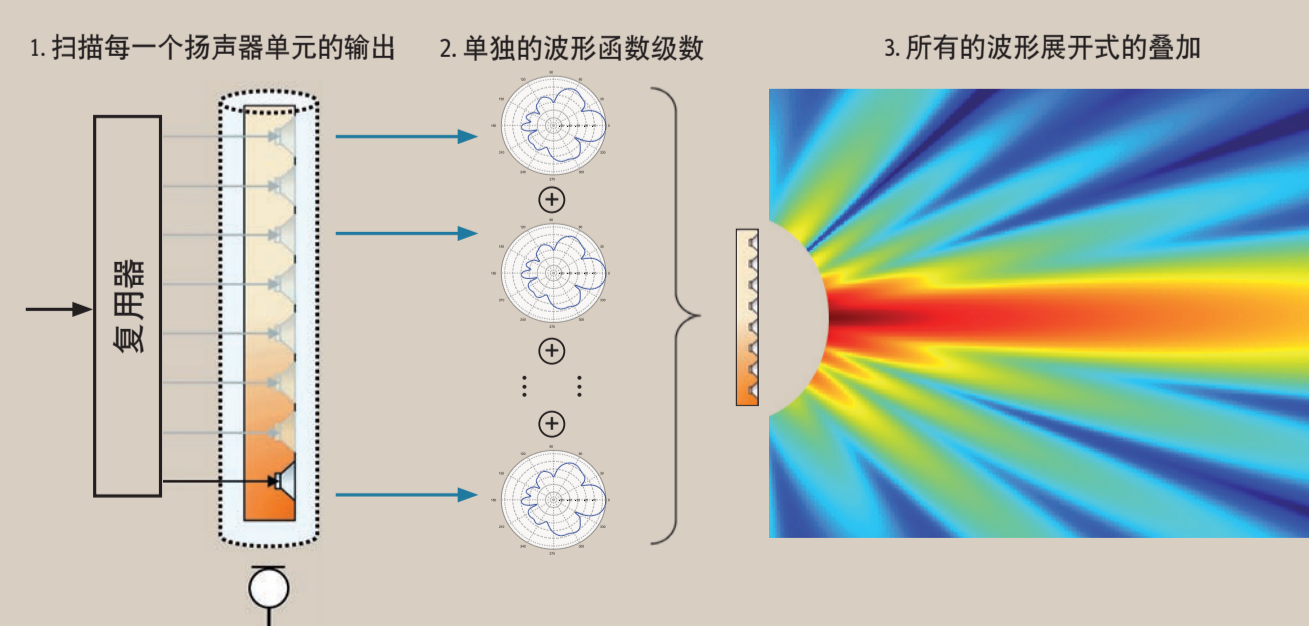 1. 扫描每一个扬声器单元的输出
2. 单独的波形函数级数
3. 所有的波形展开式的叠加
复用器